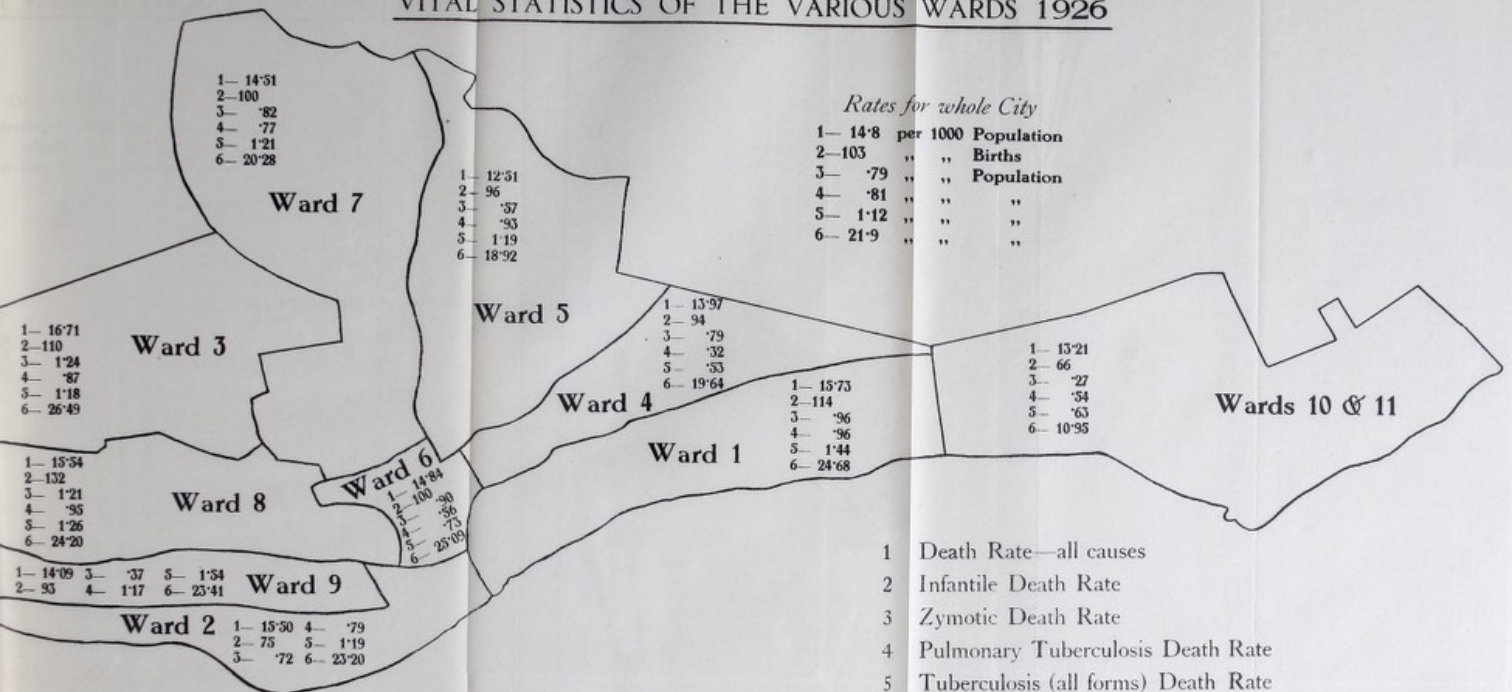 VITAL STATISTICS OF THE VARIOUS WARDS 1926
1— 14·51
2—100
3— ·82
4— ·77
5— 1·21
6— 20·28
Ward 7
1— 12·51
2— 96
3— ·57
4— ·93
5— 1·19
6— 18·92
Ward 5
Rates for whole City
1— 14·8 per 1000 Population
2—103 „ „ Births
3— ·79 „ „ Population
4— ·81 „ „ „
5— 1·12 „ „ „
6— 21·9 „ „ „
1— 16·71
2—110
3— 1·24
4— ·87
5— 1·18
6— 26·49
Ward 3
1— 13·97
2— 94
3— ·79
4— ·32
5— ·53
6— 19·64
Ward 4
1— 15·73
2—114
3— ·96
4— ·96
5— 1·44
6— 24·68
Ward 1
1— 13·21
2— 66
3— ·27
4— ·54
5— ·63
6— 10·95
Wards 10 & 11
1— 15·54
2—132
3— 1·21
4— ·95
5— 1·26
6— 24·20
Ward 8
Ward 6
1— 14·84
2—100
3— ·90
4— ·56
5— ·73
6— 25·09
1— 14·09 3— ·37 5— 1·54
2— 93 4— 1·17 6— 23·41
Ward 9
Ward 2
1— 15·50 4— ·79
2— 75 5— 1·19
3— ·72 6— 23·20
1 Death Rate—all causes
2 Infantile Death Rate
3 Zymotic Death Rate
4 Pulmonary Tuberculosis Death Rate
5 Tuberculosis (all forms) Death Rate